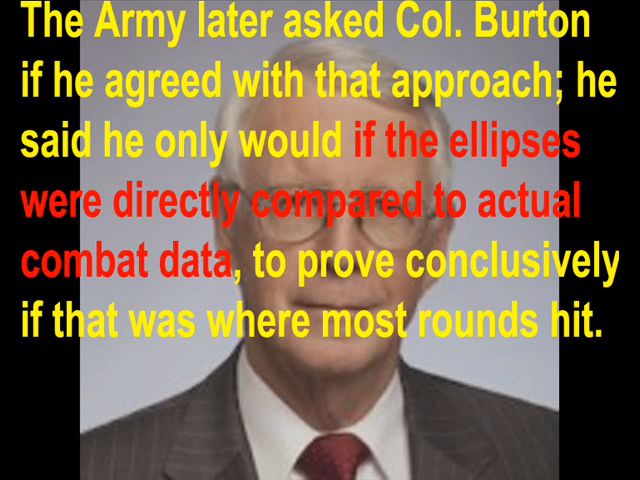 The Army later asked Col. Burton
if he agreed with that approach; he
said he only would if the ellipses
were directly compared to actual
combat data, to prove conclusively
if that was where most rounds hit.